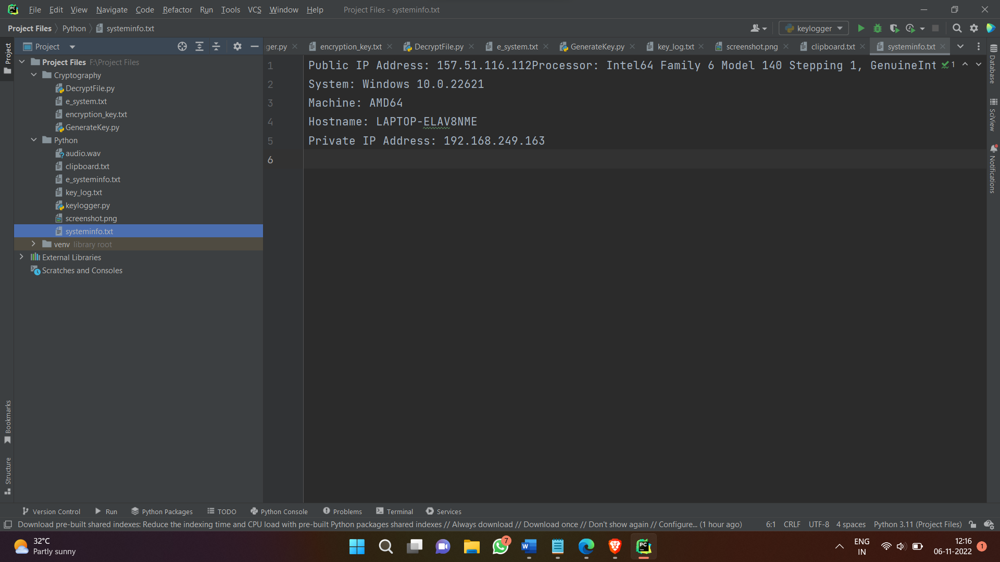 File Edit View Navigate Code Refactor Run Tools VCS Window Help Project Files - systeminfo.txt
Project Files Python systeminfo.txt keylogger
Project
Project
ger.py encryption_key.txt DecryptFile.py e_system.txt GenerateKey.py key_log.txt screenshot.png clipboard.txt systeminfo.txt
Project Files F:\Project Files
Cryptography
DecryptFile.py
e_system.txt
encryption_key.txt
GenerateKey.py
Python
audio.wav
clipboard.txt
e_systeminfo.txt
key_log.txt
keylogger.py
screenshot.png
systeminfo.txt
venv library root
External Libraries
Scratches and Consoles
1 Public IP Address: 157.51.116.112Processor: Intel64 Family 6 Model 140 Stepping 1, GenuineInt 1
2 System: Windows 10.0.22621
3 Machine: AMD64
4 Hostname: LAPTOP-ELAV8NME
5 Private IP Address: 192.168.249.163
6
Database
SciView
Notifications
Bookmarks
Structure
Version Control Run Python Packages TODO Python Console Problems Terminal Services
Download pre-built shared indexes: Reduce the indexing time and CPU load with pre-built Python packages shared indexes // Always download // Download once // Don't show again // Configure... (1 hour ago) 6:1 CRLF UTF-8 4 spaces Python 3.11 (Project Files)
32°C
Partly sunny
7
W
PC
ENG
IN
12:16
06-11-2022
1